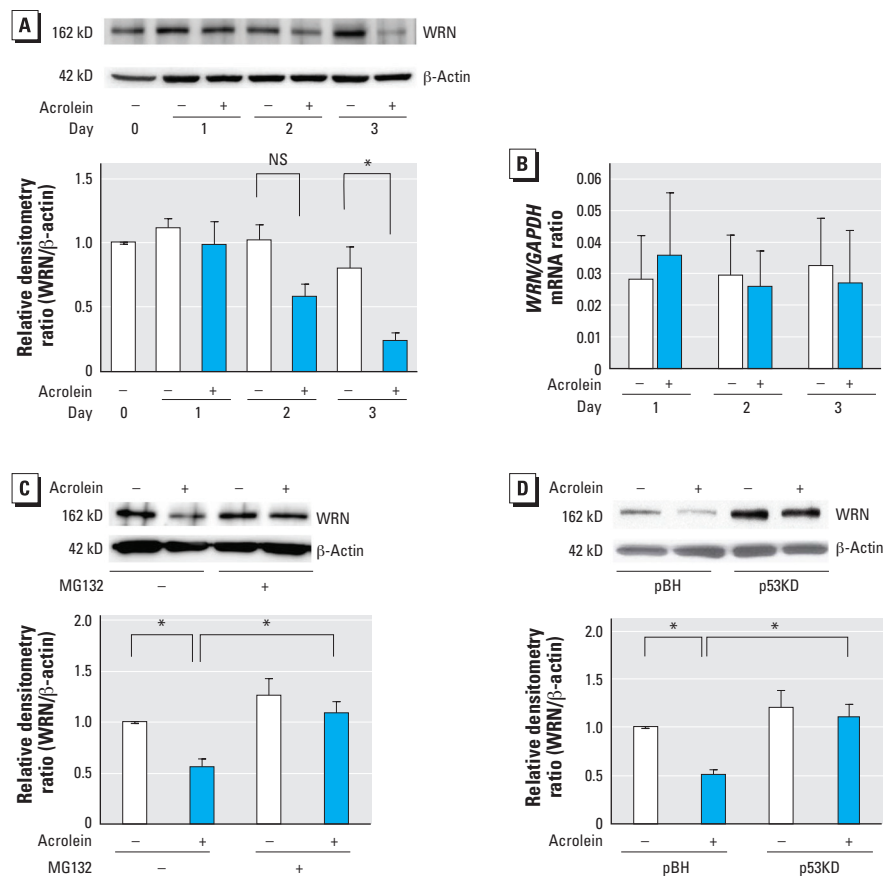 A
162 kD WRN
42 kD β-Actin
Acrolein – – + – + – +
Day 0 1 2 3
Relative densitometry
ratio (WRN/β-actin)
1.5
1.0
0.5
0
NS
*
Acrolein – – + – + – +
Day 0 1 2 3
B
WRN/GAPDH
mRNA ratio
0.06
0.05
0.04
0.03
0.02
0.01
0
Acrolein – + – + – +
Day 1 2 3
C
Acrolein – + – +
162 kD WRN
42 kD β-Actin
MG132 – +
Relative densitometry
ratio (WRN/β-actin)
2.0
1.5
1.0
0.5
0
* *
Acrolein – + – +
MG132 – +
D
Acrolein – + – +
162 kD WRN
42 kD β-Actin
pBH p53KD
Relative densitometry
ratio (WRN/β-actin)
2.0
1.5
1.0
0.5
0
* *
Acrolein – + – +
pBH p53KD